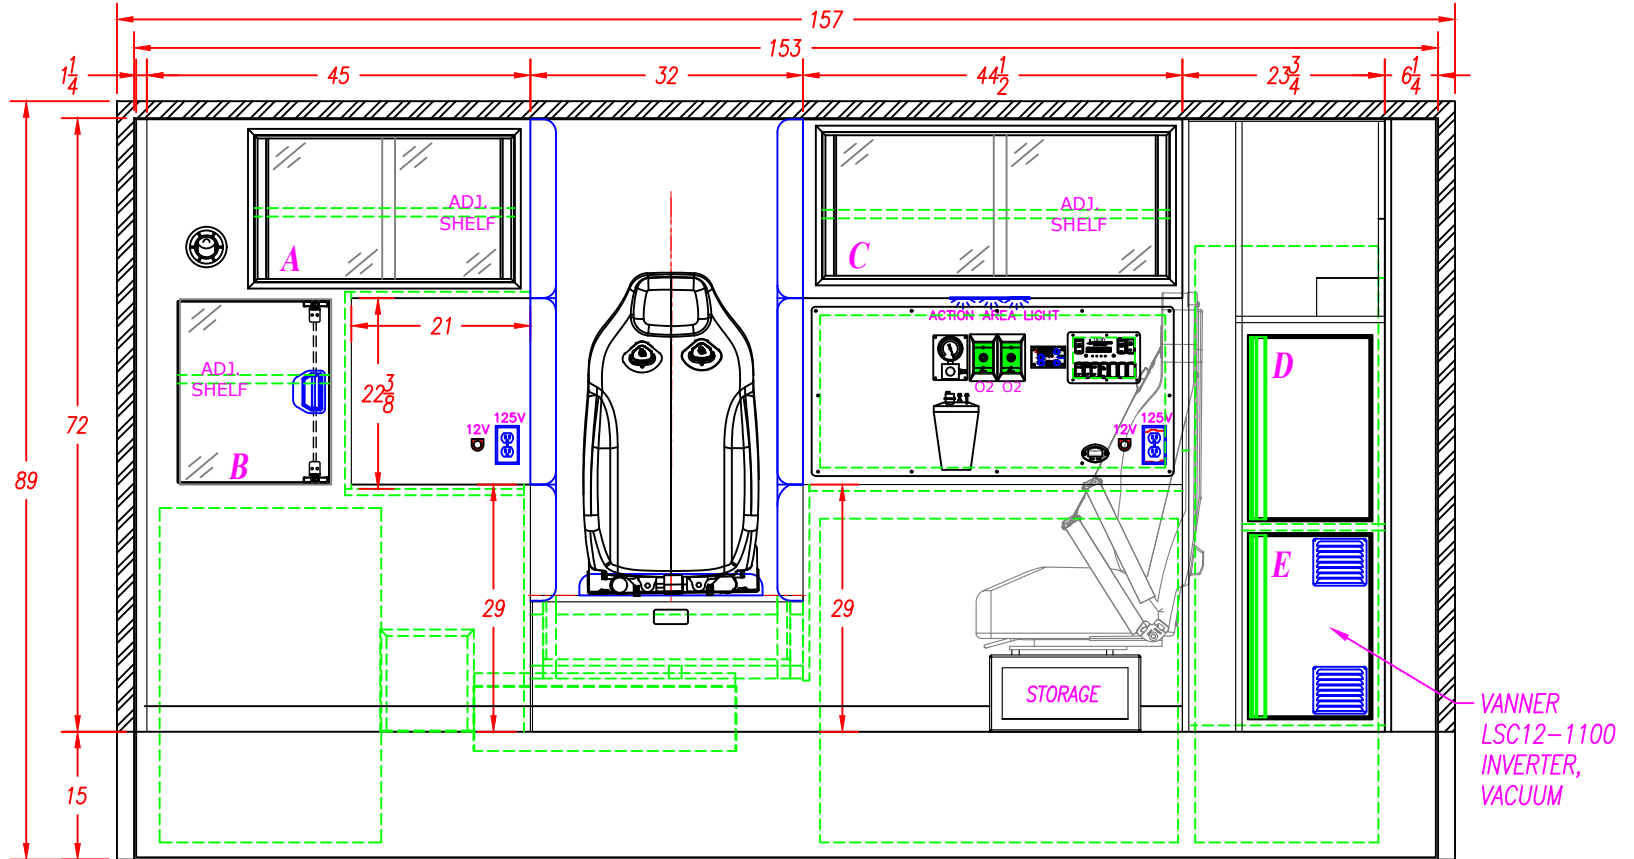 157
153
1 1/4
45
32
44 1/2
23 3/4
6 1/4
ADJ.
SHELF
A
ADJ.
SHELF
C
ACTION AREA LIGHT
21
ADJ.
SHELF
22 3/8
D
O2 O2
72
125V
12V
125V
12V
B
89
E
29
29
STORAGE
VANNER
LSC12-1100
INVERTER,
VACUUM
15